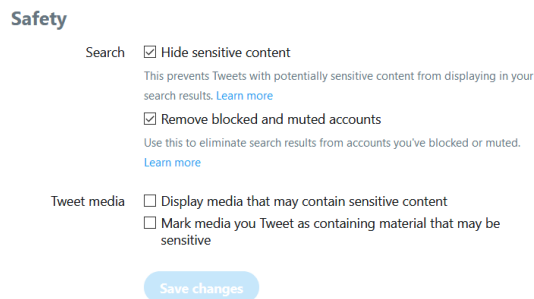 Safety
Search Hide sensitive content
This prevents Tweets with potentially sensitive content from displaying in your
search results. Learn more
Remove blocked and muted accounts
Use this to eliminate search results from accounts you've blocked or muted.
Learn more
Tweet media Display media that may contain sensitive content
Mark media you Tweet as containing material that may be
sensitive
Save changes